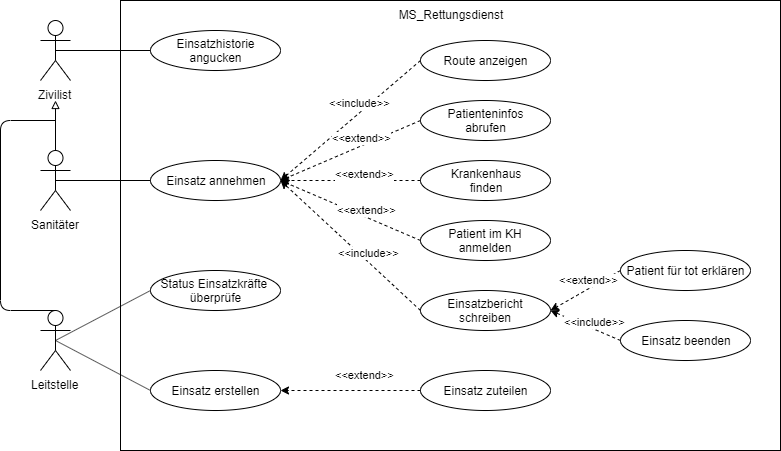 MS_Rettungsdienst
Einsatzhistorie
angucken
Zivilist
Route anzeigen
<<include>>
Patienteninfos
abrufen
<<extend>>
Sanitäter
Einsatz annehmen
<<extend>>
Krankenhaus
finden
<<extend>>
Patient im KH
anmelden
<<include>>
Status Einsatzkräfte
überprüfe
Einsatzbericht
schreiben
<<extend>>
Patient für tot erklären
<<include>>
Einsatz beenden
Leitstelle
Einsatz erstellen
<<extend>>
Einsatz zuteilen